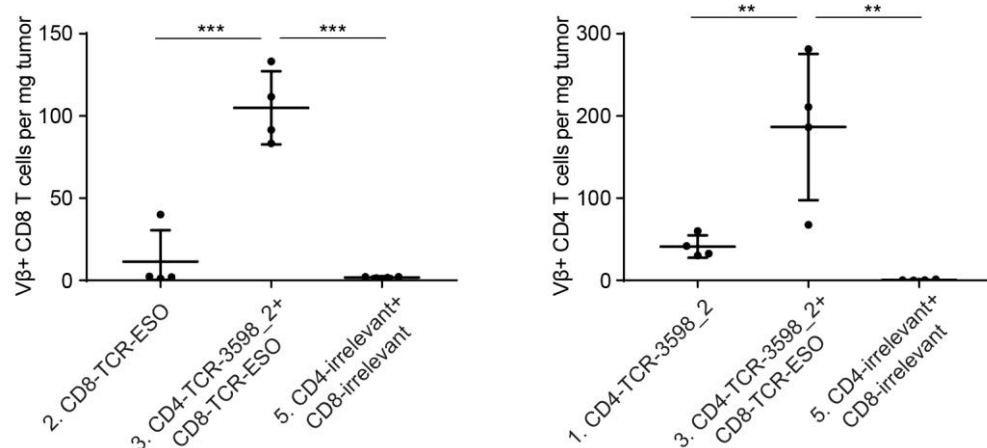 *** ***
150
100
50
0
Vβ+ CD8 T cells per mg tumor
2. CD8-TCR-ESO
3. CD4-TCR-3598_2+
CD8-TCR-ESO
5. CD4-irrelevant+
CD8-irrelevant
** **
300
200
100
0
Vβ+ CD4 T cells per mg tumor
1. CD4-TCR-3598_2
3. CD4-TCR-3598_2+
CD8-TCR-ESO
5. CD4-irrelevant+
CD8-irrelevant